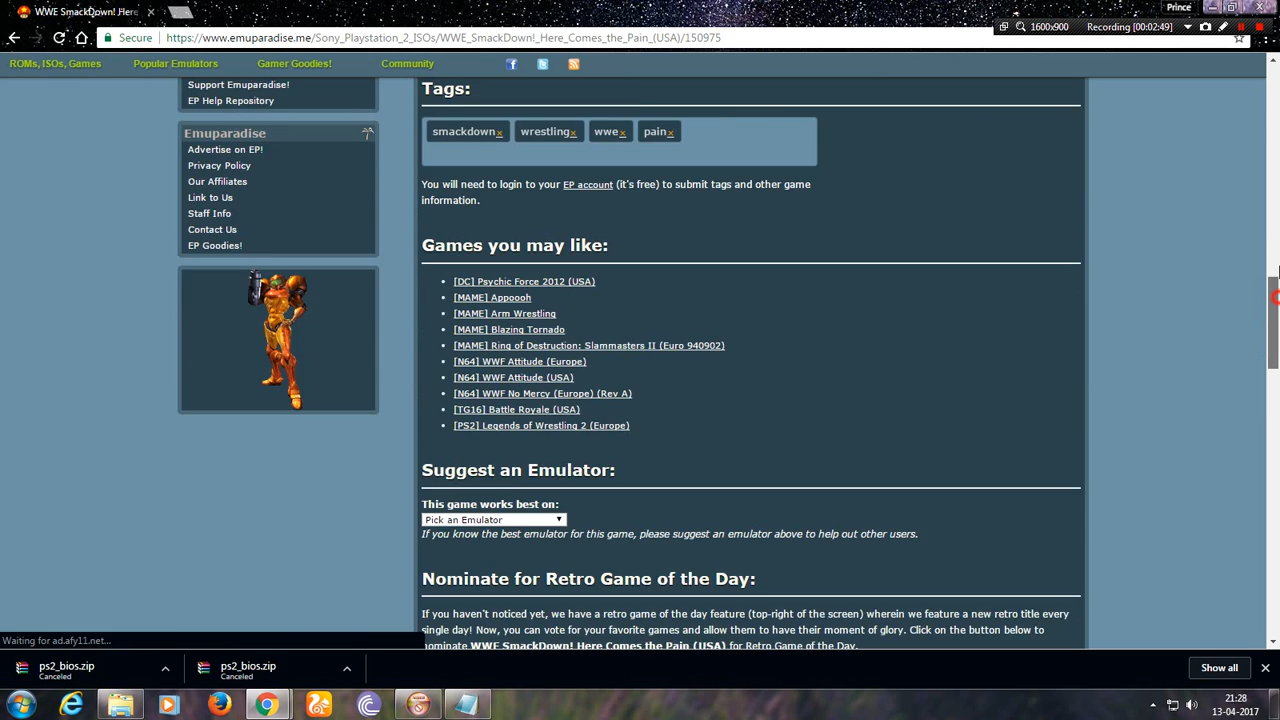 WWE SmackDown! Here
Prince
1600x900
Recording [00:02:49]
Secure
https://www.emuparadise.me/Sony_Playstation_2_ISOs/WWE_SmackDown!_Here_Comes_the_Pain_(USA)/150975
ROMs, ISOs, Games
Popular Emulators
Gamer Goodies!
Community
Support Emuparadise!
EP Help Repository
Emuparadise
Advertise on EP!
Privacy Policy
Our Affiliates
Link to Us
Staff Info
Contact Us
EP Goodies!
Tags:
smackdownx wrestlingx wwex painx
You will need to login to your EP account (it's free) to submit tags and other game
information.
Games you may like:
[DC] Psychic Force 2012 (USA)
[MAME] Appoooh
[MAME] Arm Wrestling
[MAME] Blazing Tornado
[MAME] Ring of Destruction: Slammasters II (Euro 940902)
[N64] WWF Attitude (Europe)
[N64] WWF Attitude (USA)
[N64] WWF No Mercy (Europe) (Rev A)
[TG16] Battle Royale (USA)
[PS2] Legends of Wrestling 2 (Europe)
Suggest an Emulator:
This game works best on:
Pick an Emulator
If you know the best emulator for this game, please suggest an emulator above to help out other users.
Nominate for Retro Game of the Day:
If you haven't noticed yet, we have a retro game of the day feature (top-right of the screen) wherein we feature a new retro title every
single day! Now, you can vote for your favorite games and allow them to have their moment of glory. Click on the button below to
nominate WWE SmackDown! Here Comes the Pain (USA) for Retro Game of the Day.
Waiting for ad.afy11.net...
ps2_bios.zip
Canceled
ps2_bios.zip
Canceled
Show all
21:28
13-04-2017